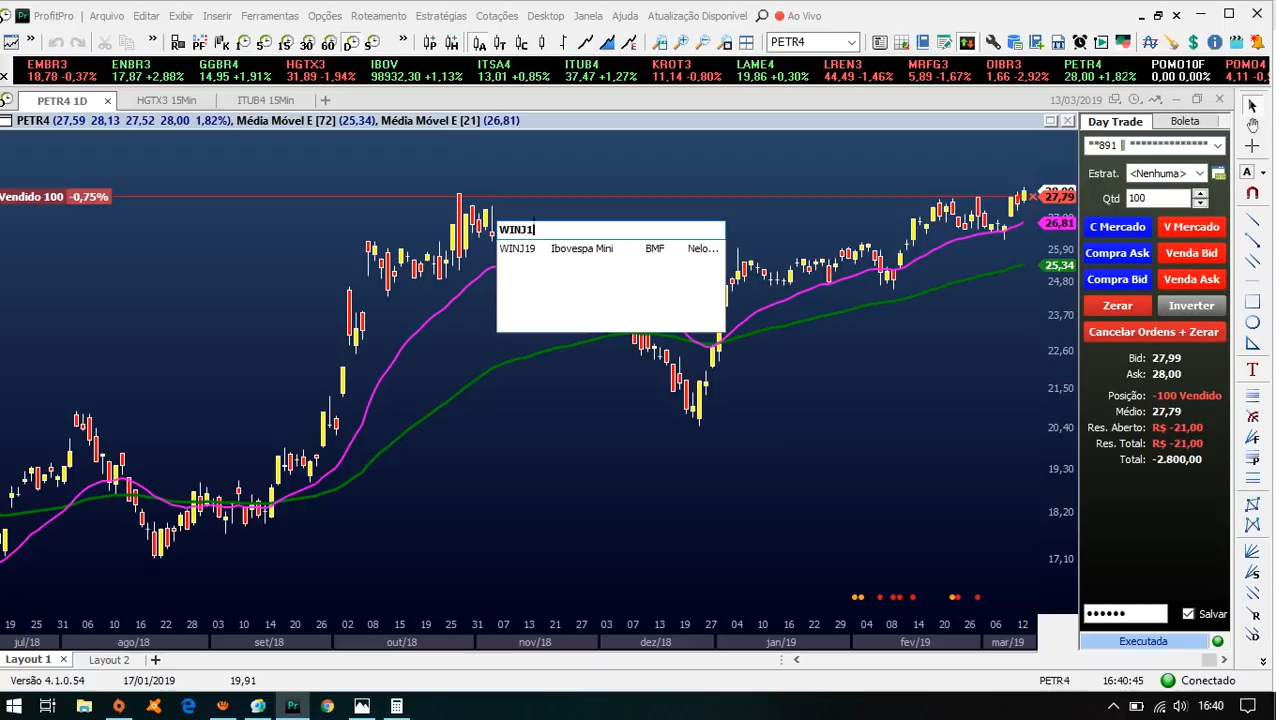 ProfitPro Arquivo Editar Exibir Inserir Ferramentas Opções Roteamento Estratégias Cotações Desktop Janela Ajuda Atualização Disponível Ao Vivo
PETR4
EMBR3 ENBR3 GGBR4 HGTX3 IBOV ITSA4 ITUB4 KROT3 LAME4 LREN3 MRFG3 OIBR3 PETR4 POMO10F POMO4
18,78 -0,37% 17,87 +2,88% 14,95 +1,91% 31,89 -1,94% 98932,30 +1,13% 13,01 +0,85% 37,47 +1,27% 11,14 -0,80% 19,86 +0,30% 44,49 -1,46% 5,89 -1,67% 1,66 -2,92% 28,00 +1,82% 0,00 0,00% 4,11 -0,
PETR4 1D HGTX3 15Min ITUB4 15Min 13/03/2019
PETR4 (27,59 28,13 27,52 28,00 1,82%), Média Móvel E [72] (25,34), Média Móvel E [21] (26,81)
Day Trade Boleta
**891 | **************
Estrat. <Nenhuma>
Qtd 100
Vendido 100 -0,75%
28,00
27,79
26,81
25,90
25,34
24,80
23,70
22,60
21,50
20,40
19,30
18,20
17,10
WINJ1
WINJ19 Ibovespa Mini BMF Nelo...
C Mercado V Mercado
Compra Ask Venda Bid
Compra Bid Venda Ask
Zerar Inverter
Cancelar Ordens + Zerar
Bid: 27,99
Ask: 28,00
Posição: -100 Vendido
Médio: 27,79
Res. Aberto: R$ -21,00
Res. Total: R$ -21,00
Total: -2.800,00
•••••• Salvar
Executada
19 25 31 06 10 16 22 28 03 11 17 21 27 02 08 15 19 25 31 07 13 21 27 03 07 13 19 27 04 10 16 22 29 04 08 14 20 26 06 12
jul/18 ago/18 set/18 out/18 nov/18 dez/18 jan/19 fev/19 mar/19
Layout 1 Layout 2
Versão 4.1.0.54 17/01/2019 19,91 PETR4 16:40:45 Conectado
16:40